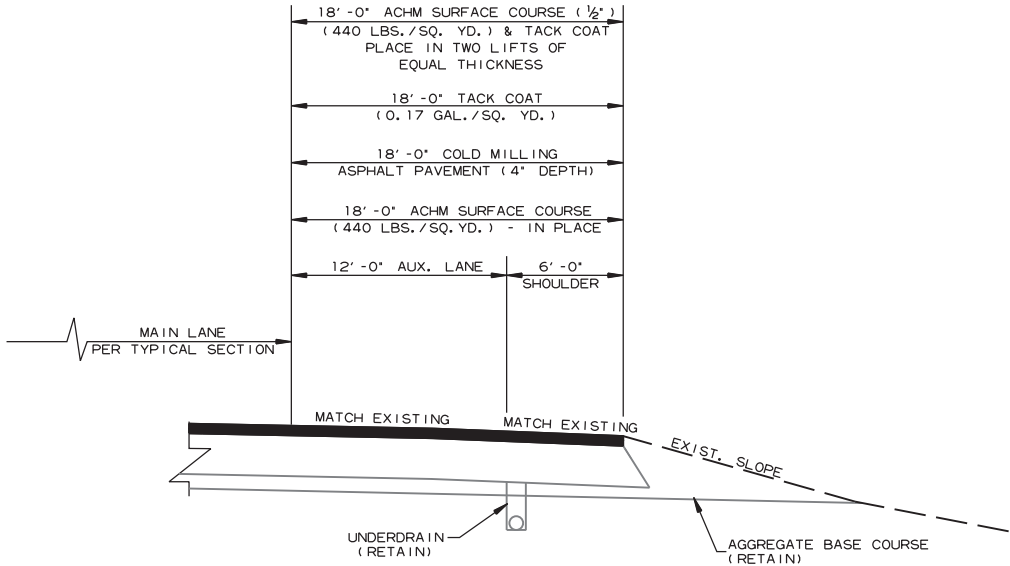 18'-0" ACHM SURFACE COURSE (½")
(440 LBS./SQ. YD.) & TACK COAT
PLACE IN TWO LIFTS OF
EQUAL THICKNESS
18'-0" TACK COAT
(0.17 GAL./SQ. YD.)
18'-0" COLD MILLING
ASPHALT PAVEMENT (4" DEPTH)
18'-0" ACHM SURFACE COURSE
(440 LBS./SQ.YD.) - IN PLACE
12'-0" AUX. LANE
6'-0"
SHOULDER
MAIN LANE
PER TYPICAL SECTION
MATCH EXISTING
MATCH EXISTING
EXIST. SLOPE
UNDERDRAIN
(RETAIN)
AGGREGATE BASE COURSE
(RETAIN)